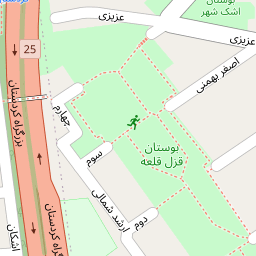 بوستان
اشک شهر
عزیزی
عزیزی
25
اصغر بهمنی
بزرگراه کردستان
چهارم
سوم
بوستان
قزل قلعه
ارشد شمالی
دوم
بزرگراه کردستان
اشکان